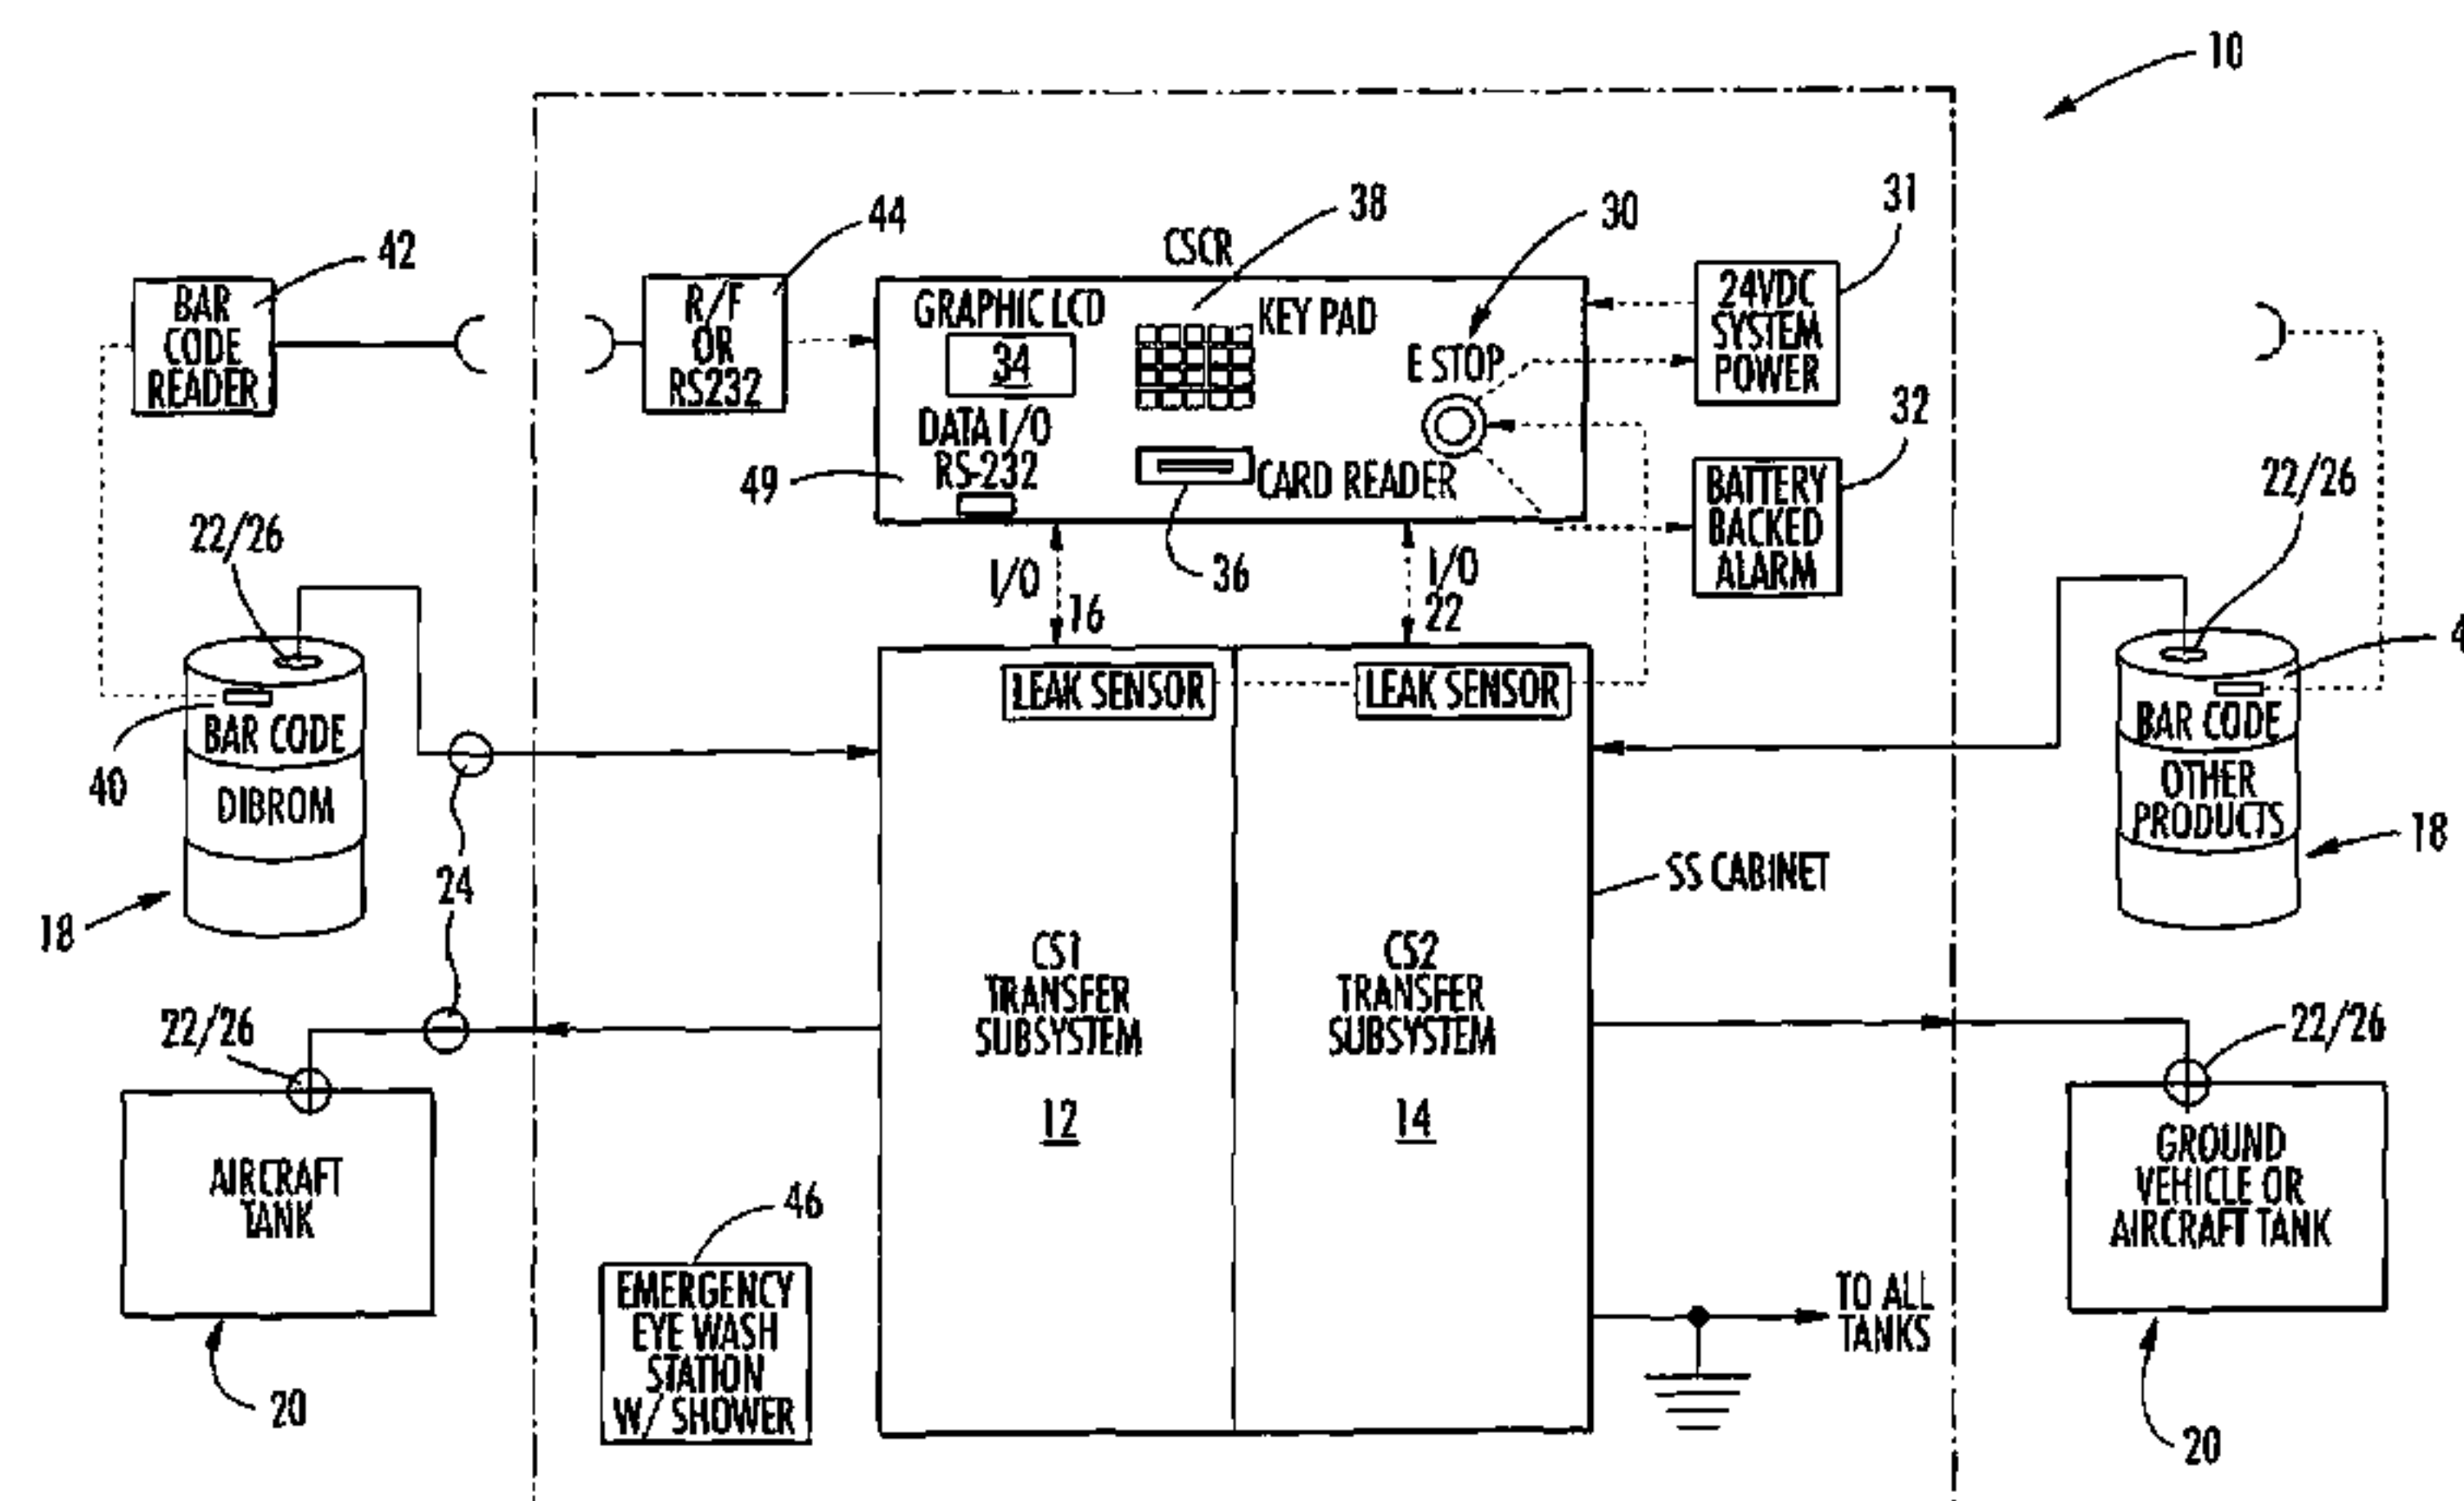 10
31
38
44
30
CSCR
42
BAR
CODE
READER
R/F
OR
RS232
GRAPHIC LCD
34
KEY PAD
E STOP
24VDC
SYSTEM
POWER
32
DATA I/O
RS-232
49
CARD READER
36
BATTERY
BACKED
ALARM
22/26
22/26
I/O
16
I/O
22
LEAK SENSOR
LEAK SENSOR
40
BAR CODE
DIBROM
18
24
BAR CODE
OTHER
PRODUCTS
18
SS CABINET
CS1
TRANSFER
SUBSYSTEM
12
CS2
TRANSFER
SUBSYSTEM
14
22/26
22/26
AIRCRAFT
TANK
20
GROUND
VEHICLE OR
AIRCRAFT TANK
20
46
EMERGENCY
EYE WASH
STATION
W/ SHOWER
TO ALL
TANKS